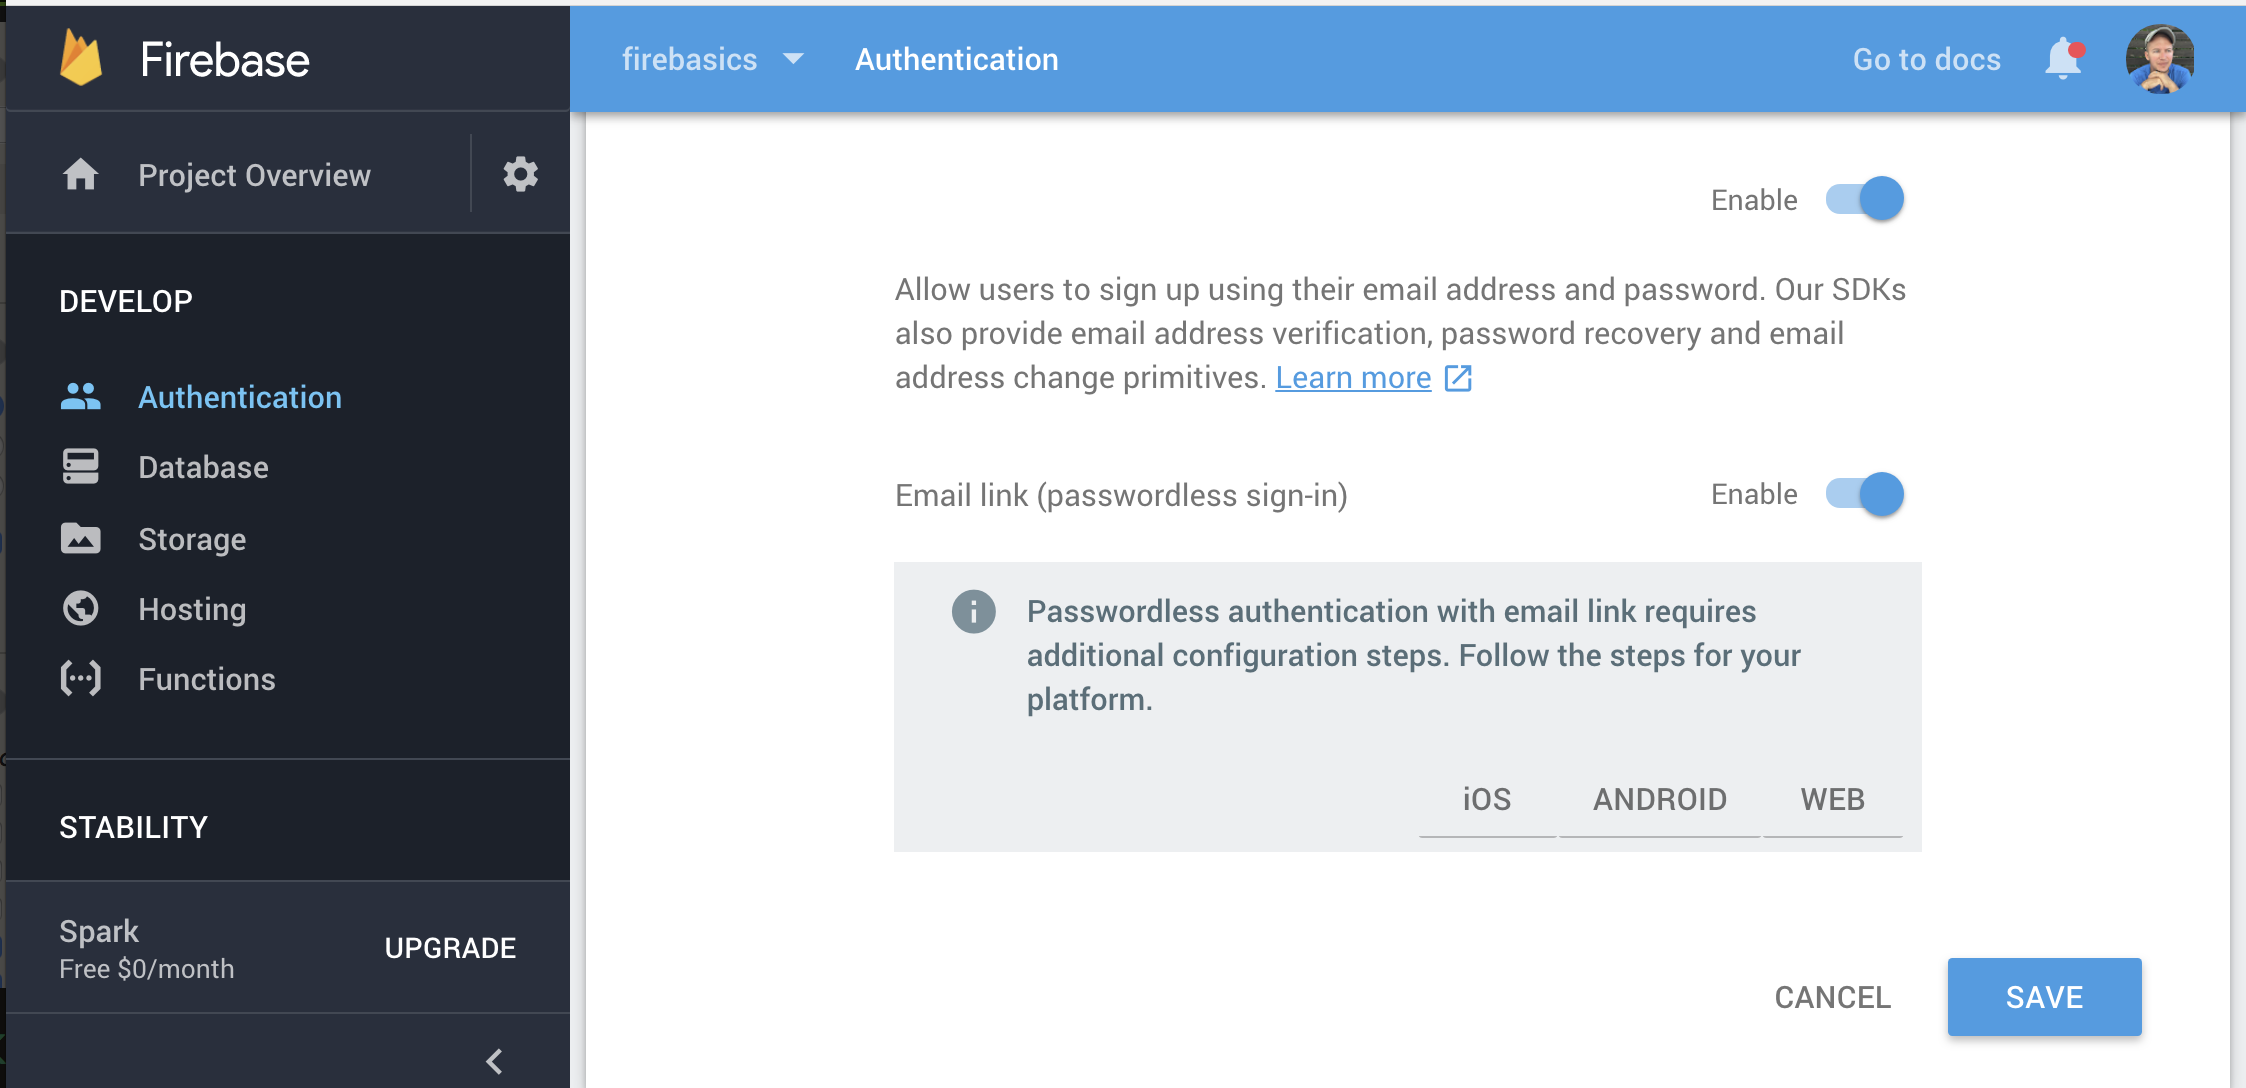 Firebase
firebasics
Authentication
Go to docs
Project Overview
DEVELOP
Authentication
Database
Storage
Hosting
Functions
STABILITY
Spark
Free $0/month
UPGRADE
Enable
Allow users to sign up using their email address and password. Our SDKs
also provide email address verification, password recovery and email
address change primitives. Learn more
Email link (passwordless sign-in)
Enable
Passwordless authentication with email link requires
additional configuration steps. Follow the steps for your
platform.
iOS
ANDROID
WEB
CANCEL
SAVE